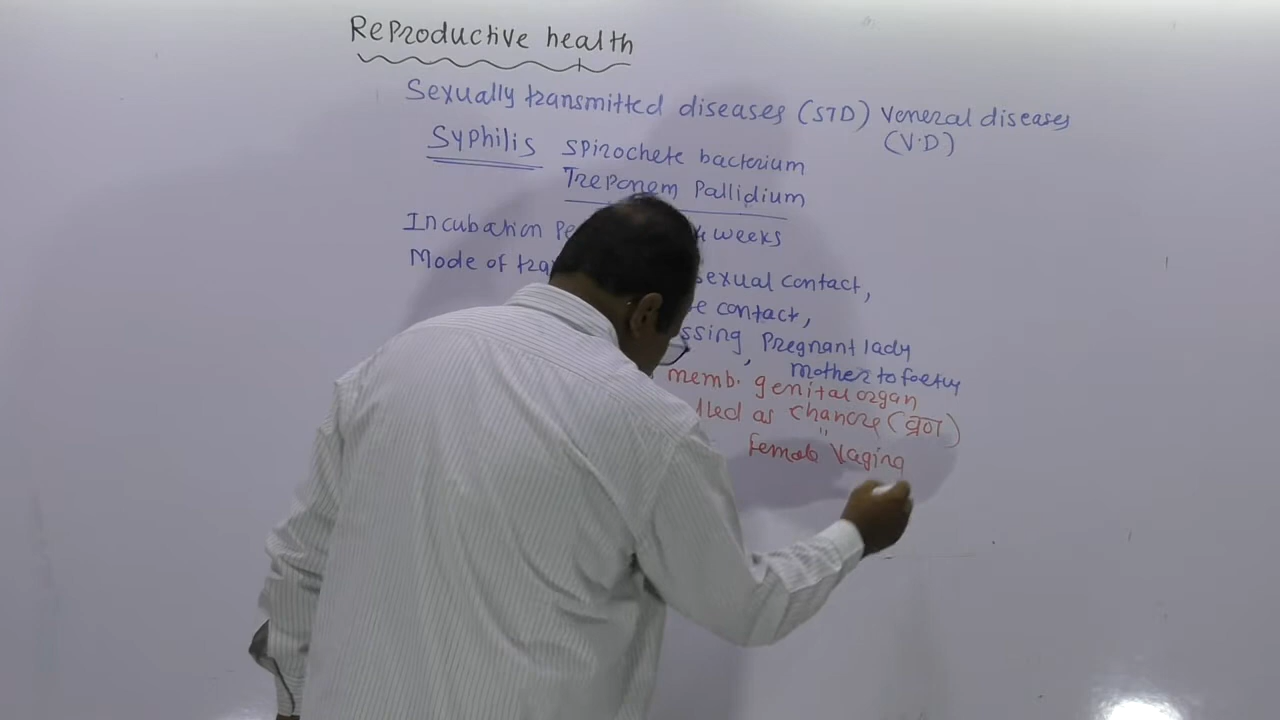 Reproductive health
Sexually transmitted diseases (STD) Veneral diseases
(V.D)
Syphilis Spirochete bacterium
Treponem Pallidium
Incubation weeks
Mode of sexual contact,
contact,
Pregnant lady
, mother to foetus
memb. genital organ
as chancre (व्रण)
" female Vagina